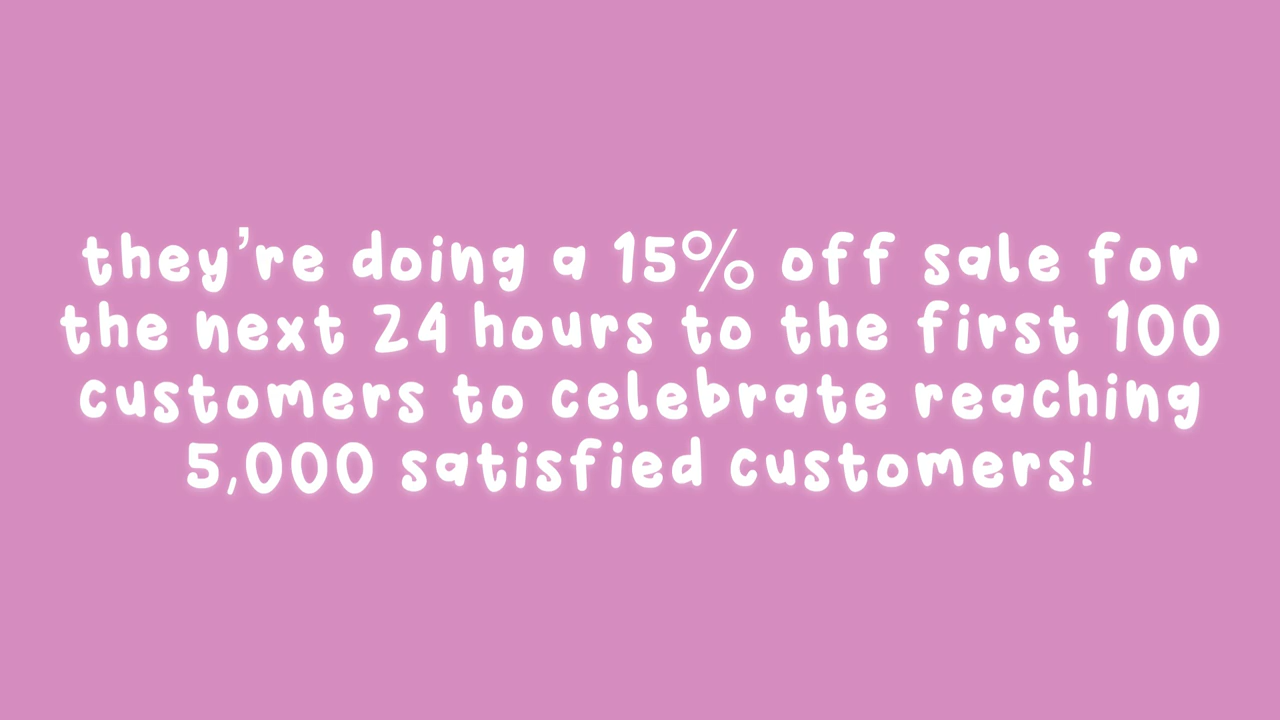 they're doing a 15% off sale for
the next 24 hours to the first 100
customers to celebrate reaching
5,000 satisfied customers!